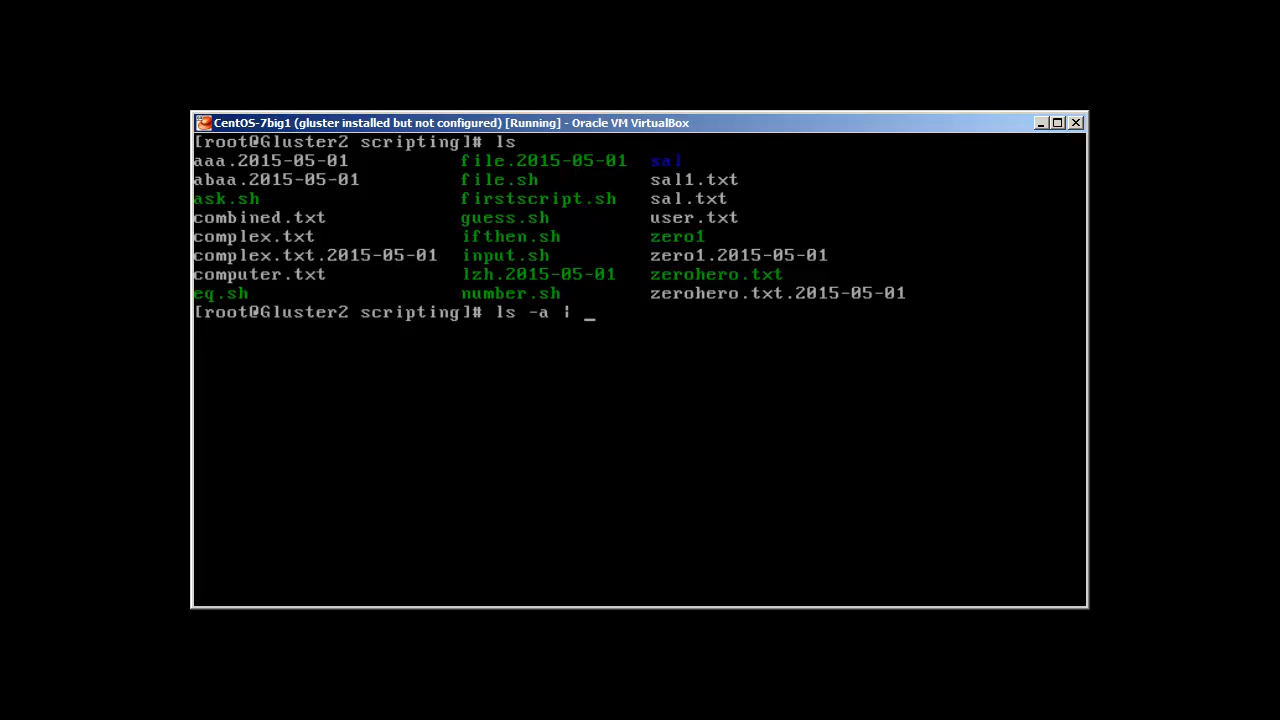 CentOS-7big1 (gluster installed but not configured) [Running] - Oracle VM VirtualBox
[root@Gluster2 scripting]# ls
aaa.2015-05-01 file.2015-05-01 sal
abaa.2015-05-01 file.sh sal1.txt
ask.sh firstscript.sh sal.txt
combined.txt guess.sh user.txt
complex.txt ifthen.sh zero1
complex.txt.2015-05-01 input.sh zero1.2015-05-01
computer.txt lzh.2015-05-01 zerohero.txt
eq.sh number.sh zerohero.txt.2015-05-01
[root@Gluster2 scripting]# ls -a | _